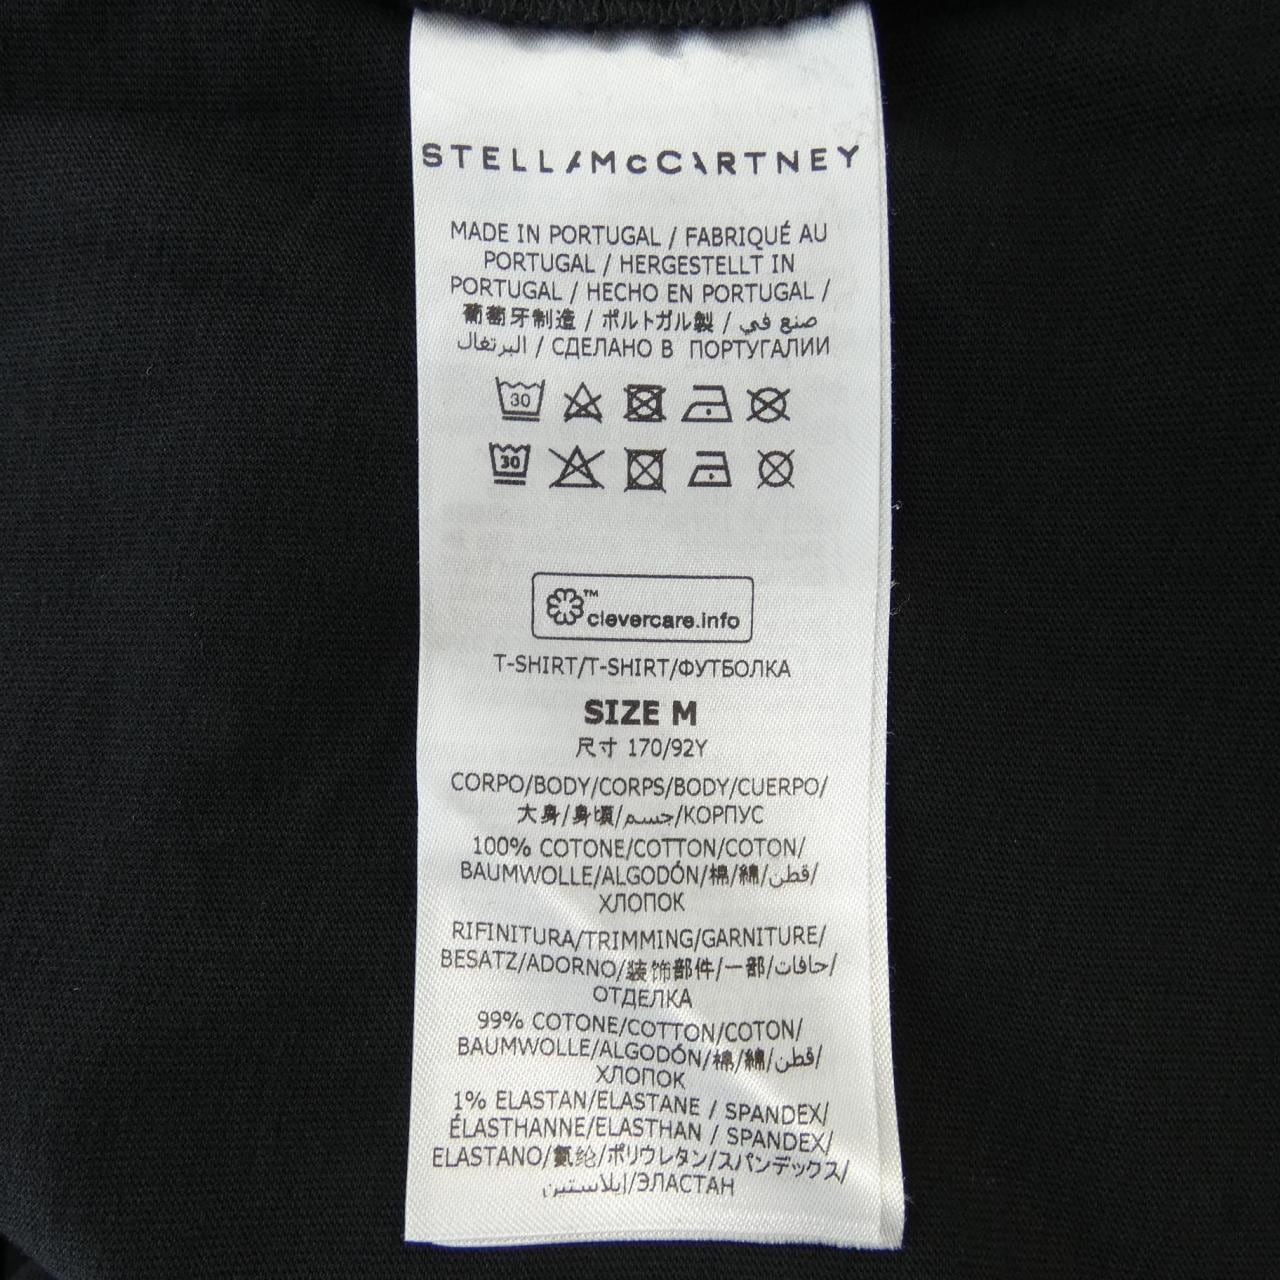 STELLA McCARTNEY
MADE IN PORTUGAL / FABRIQUÉ AU
PORTUGAL / HERGESTELLT IN
PORTUGAL / HECHO EN PORTUGAL /
葡萄牙制造 / ポルトガル製 / صنع في
البرتغال / СДЕЛАНО В ПОРТУГАЛИИ
30
30
™
clevercare.info
T-SHIRT/T-SHIRT/ФУТБОЛКА
SIZE M
尺寸 170/92Y
CORPO/BODY/CORPS/BODY/CUERPO/
大身/身頃/جسم/КОРПУС
100% COTONE/COTTON/COTON/
BAUMWOLLE/ALGODÓN/棉/綿/قطن/
ХЛОПОК
RIFINITURA/TRIMMING/GARNITURE/
BESATZ/ADORNO/装饰部件/一部/حافات/
ОТДЕЛКА
99% COTONE/COTTON/COTON/
BAUMWOLLE/ALGODÓN/棉/綿/قطن/
ХЛОПОК
1% ELASTAN/ELASTANE / SPANDEX/
ÉLASTHANNE/ELASTHAN / SPANDEX/
ELASTANO/氨纶/ポリウレタン/スパンデックス/
إيلاستين/ЭЛАСТАН